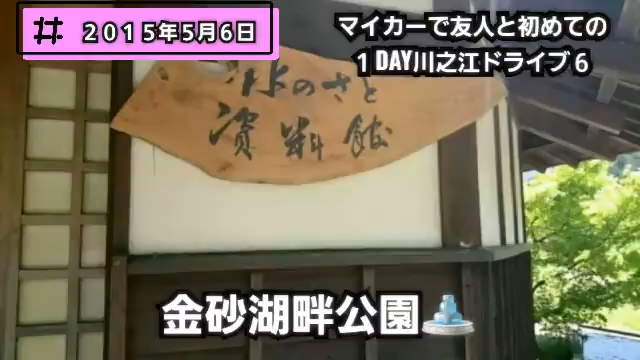 # 2015年5月6日
マイカーで友人と初めての
1DAY川之江ドライブ6
水のさと
資料館
金砂湖畔公園